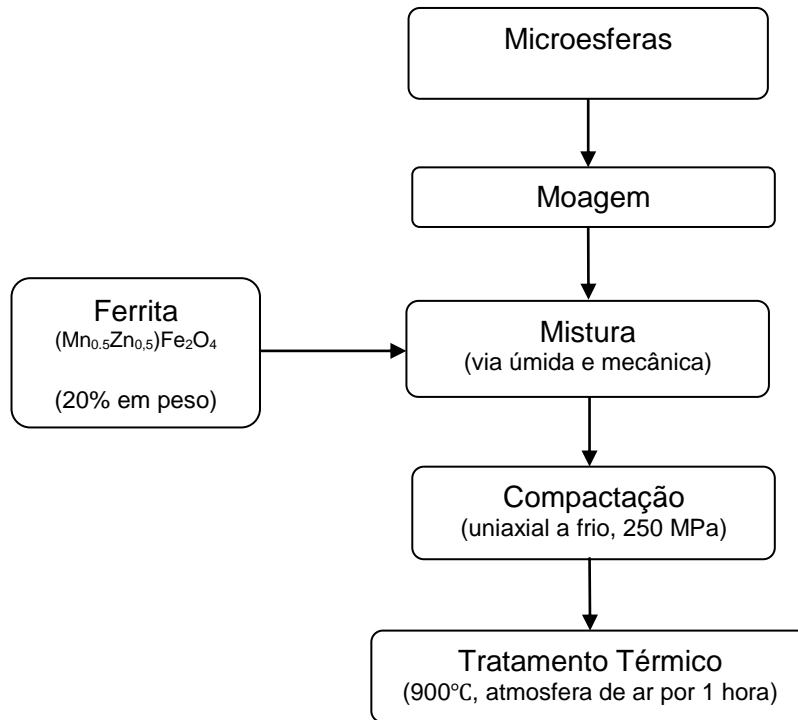 Microesferas
Moagem
Ferrita
(Mn0.5Zn0,5)Fe2O4
(20% em peso)
Mistura
(via úmida e mecânica)
Compactação
(uniaxial a frio, 250 MPa)
Tratamento Térmico
(900℃, atmosfera de ar por 1 hora)